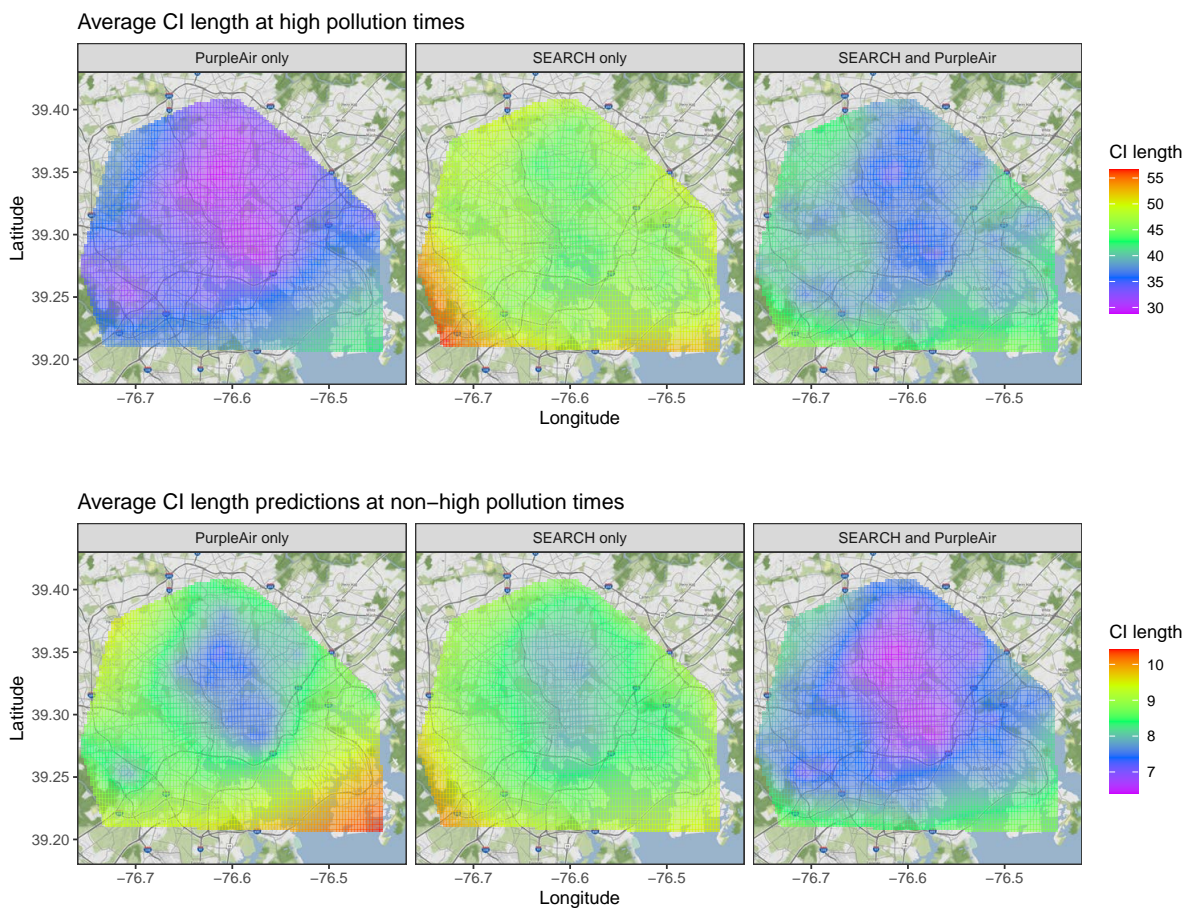 Average CI length at high pollution times
PurpleAir only
SEARCH only
SEARCH and PurpleAir
Latitude
39.40
39.35
39.30
39.25
39.20
−76.7
−76.6
−76.5
−76.7
−76.6
−76.5
−76.7
−76.6
−76.5
Longitude
CI length
55
50
45
40
35
30
Average CI length predictions at non−high pollution times
PurpleAir only
SEARCH only
SEARCH and PurpleAir
Latitude
39.40
39.35
39.30
39.25
39.20
−76.7
−76.6
−76.5
−76.7
−76.6
−76.5
−76.7
−76.6
−76.5
Longitude
CI length
10
9
8
7